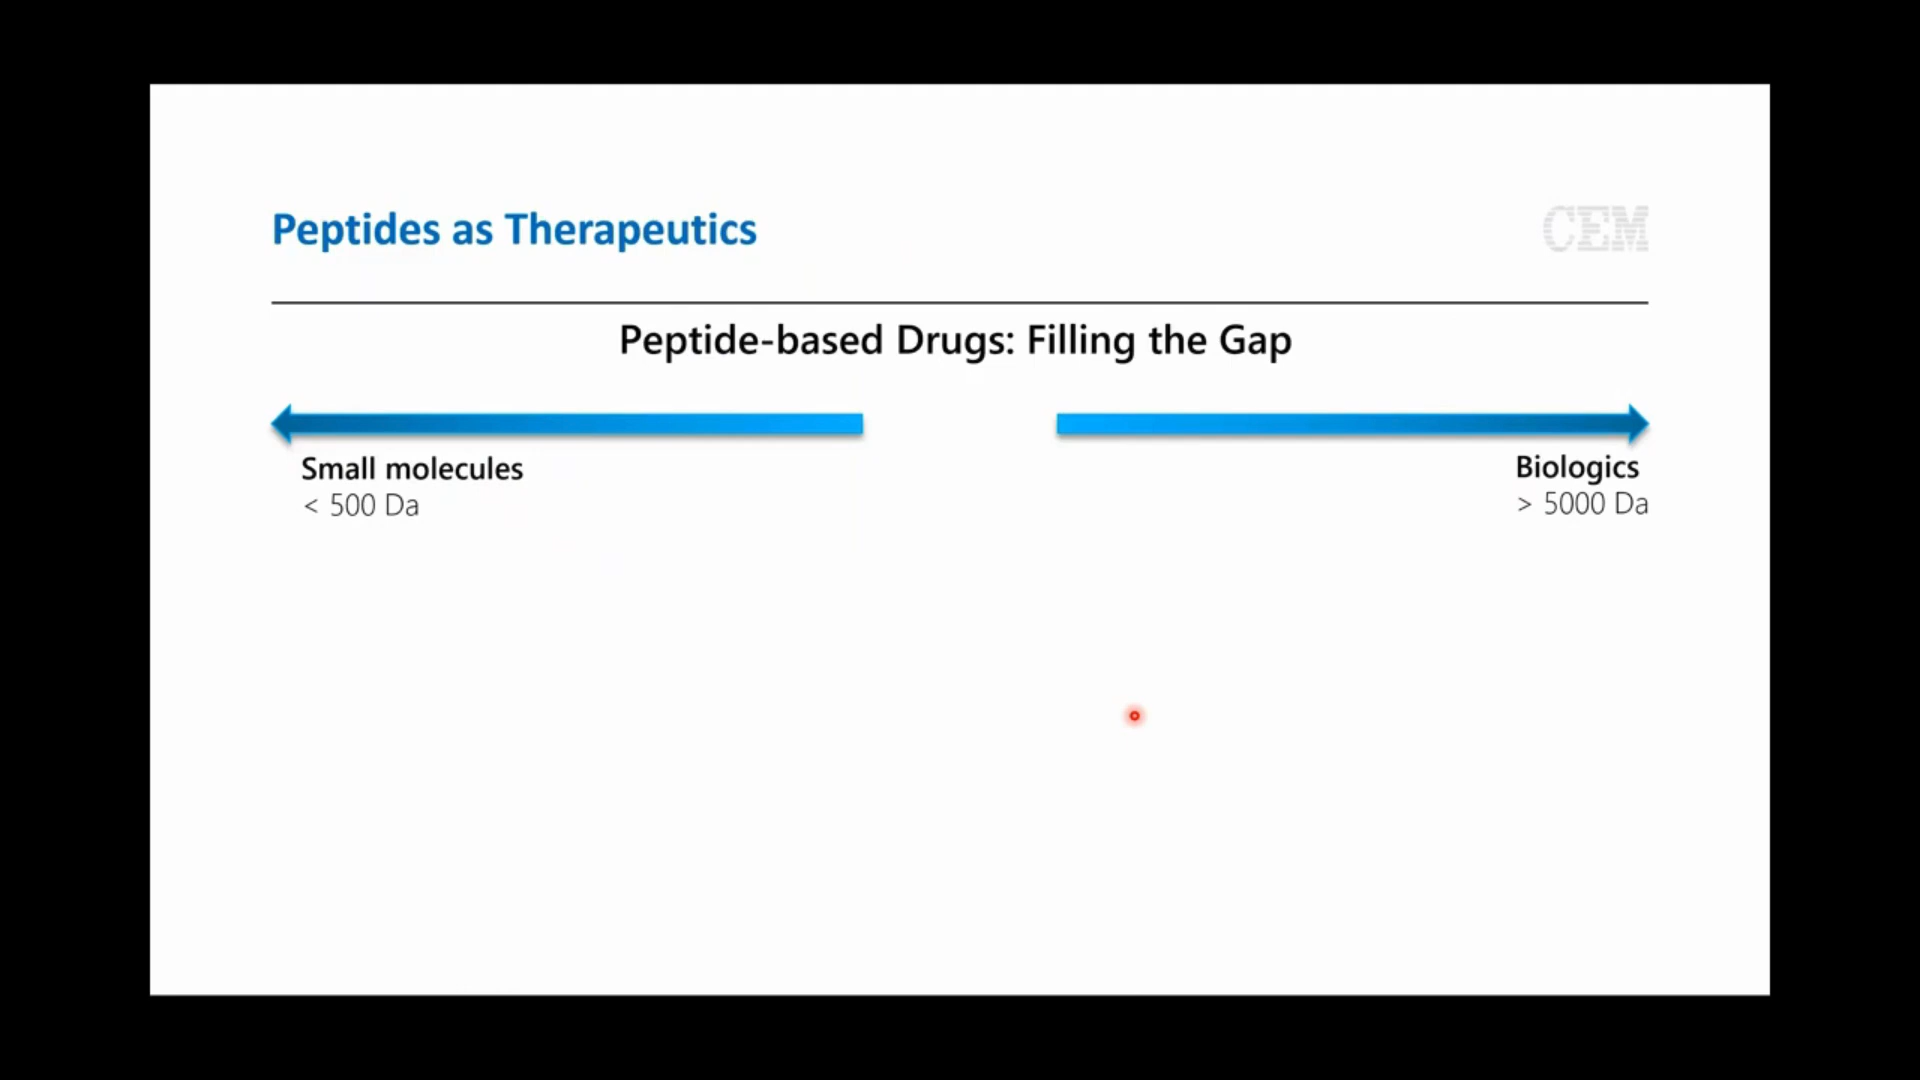 Peptides as Therapeutics
CEM
Peptide-based Drugs: Filling the Gap
Small molecules
< 500 Da
Biologics
> 5000 Da